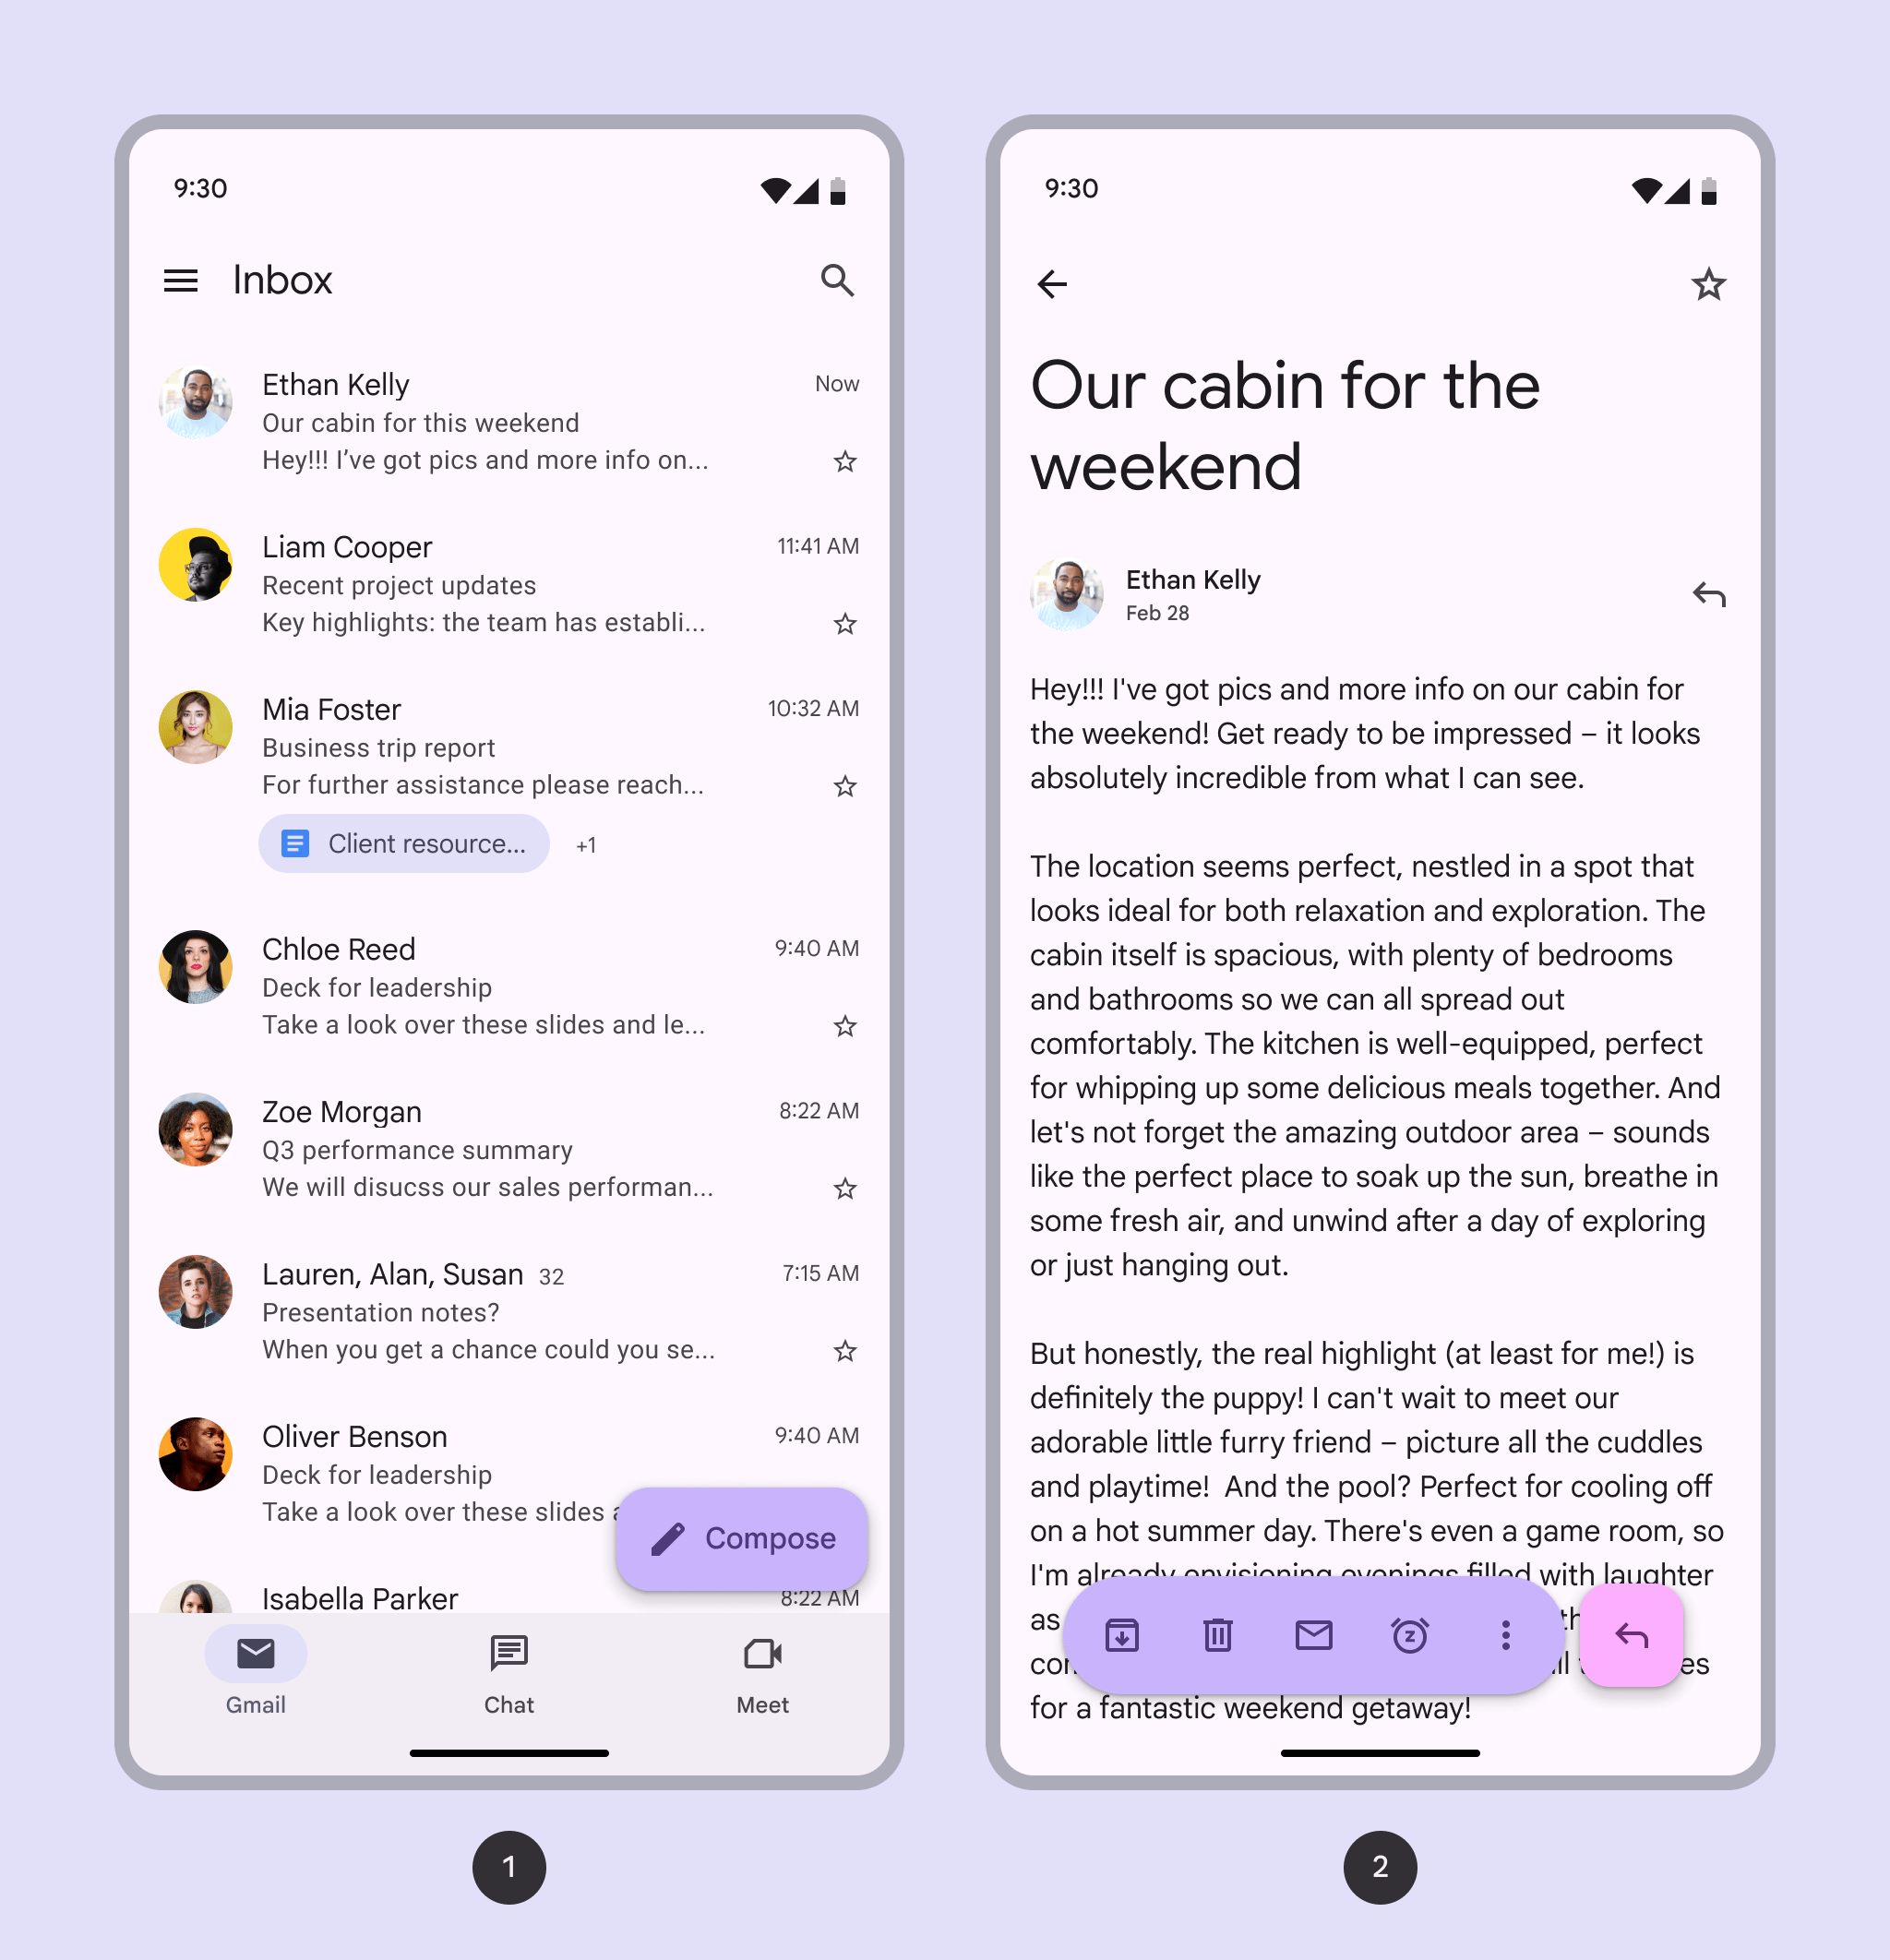 9:30
Inbox
Ethan Kelly
Now
Our cabin for this weekend
Hey!!! I’ve got pics and more info on...
Liam Cooper
11:41 AM
Recent project updates
Key highlights: the team has establi...
Mia Foster
10:32 AM
Business trip report
For further assistance please reach...
Client resource...
+1
Chloe Reed
9:40 AM
Deck for leadership
Take a look over these slides and le...
Zoe Morgan
8:22 AM
Q3 performance summary
We will disucss our sales performan...
Lauren, Alan, Susan 32
7:15 AM
Presentation notes?
When you get a chance could you se...
Oliver Benson
9:40 AM
Deck for leadership
Take a look over these slides
Compose
Isabella Parker
8:22 AM
Gmail
Chat
Meet
1
9:30
Our cabin for the
weekend
Ethan Kelly
Feb 28
Hey!!! I've got pics and more info on our cabin for
the weekend! Get ready to be impressed – it looks
absolutely incredible from what I can see.
The location seems perfect, nestled in a spot that
looks ideal for both relaxation and exploration. The
cabin itself is spacious, with plenty of bedrooms
and bathrooms so we can all spread out
comfortably. The kitchen is well-equipped, perfect
for whipping up some delicious meals together. And
let's not forget the amazing outdoor area – sounds
like the perfect place to soak up the sun, breathe in
some fresh air, and unwind after a day of exploring
or just hanging out.
But honestly, the real highlight (at least for me!) is
definitely the puppy! I can't wait to meet our
adorable little furry friend – picture all the cuddles
and playtime!  And the pool? Perfect for cooling off
on a hot summer day. There's even a game room, so
I'm already envisioning evenings filled with laughter
as
for a fantastic weekend getaway!
2